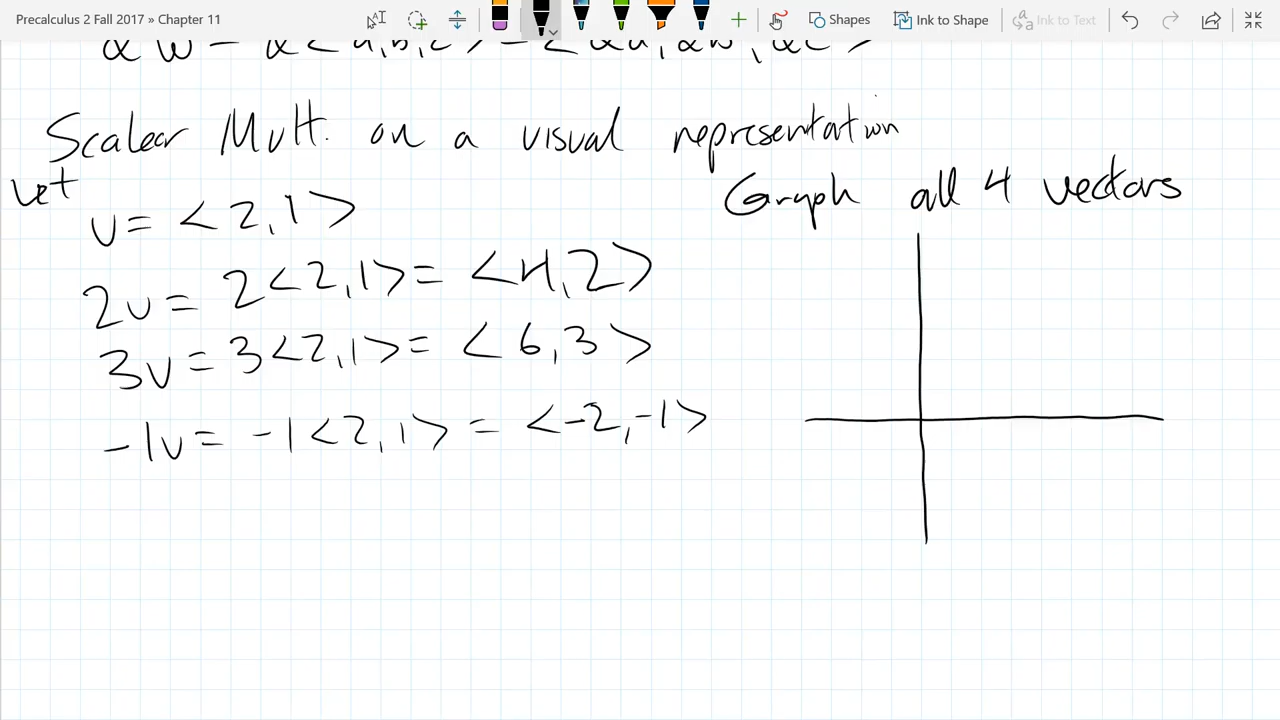 Precalculus 2 Fall 2017 » Chapter 11
Shapes
Ink to Shape
Ink to Text
Scalear Mult. on a visual representation
Let
v = <2,1>
2v = 2<2,1> = <4,2>
3v = 3<2,1> = <6,3>
-1v = -1<2,1> = <-2,-1>
Graph all 4 vectors